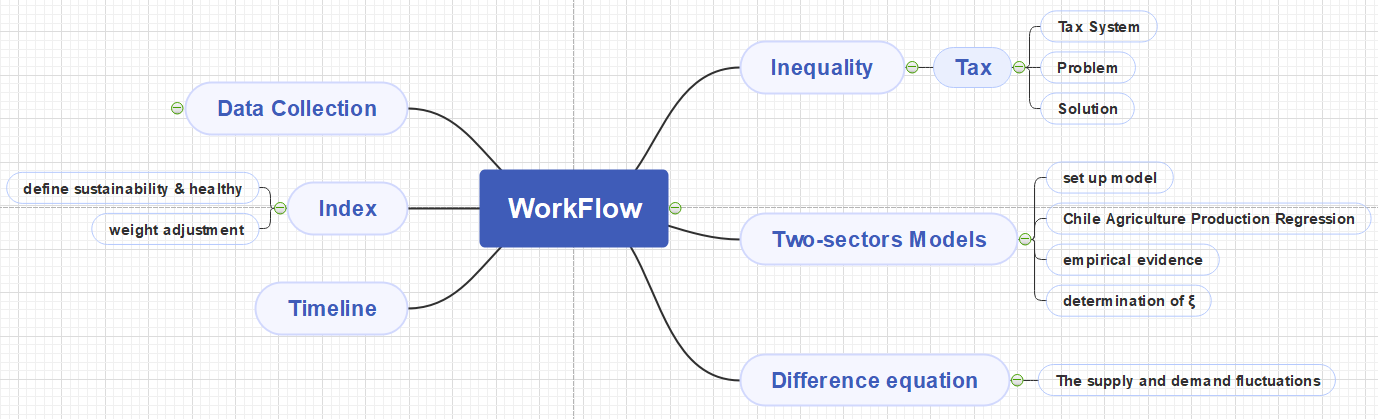 WorkFlow
Inequality
Tax
Tax System
Problem
Solution
Two-sectors Models
set up model
Chile Agriculture Production Regression
empirical evidence
determination of ξ
Difference equation
The supply and demand fluctuations
Data Collection
Index
define sustainability & healthy
weight adjustment
Timeline